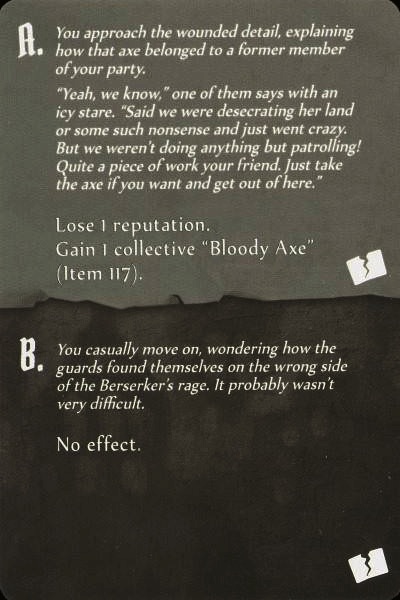 A. You approach the wounded detail, explaining
how that axe belonged to a former member
of your party.
“Yeah, we know,” one of them says with an
icy stare. “Said we were desecrating her land
or some such nonsense and just went crazy.
But we weren’t doing anything but patrolling!
Quite a piece of work your friend. Just take
the axe if you want and get out of here.”
Lose 1 reputation.
Gain 1 collective “Bloody Axe”
(Item 117).
B. You casually move on, wondering how the
guards found themselves on the wrong side
of the Berserker’s rage. It probably wasn’t
very difficult.
No effect.